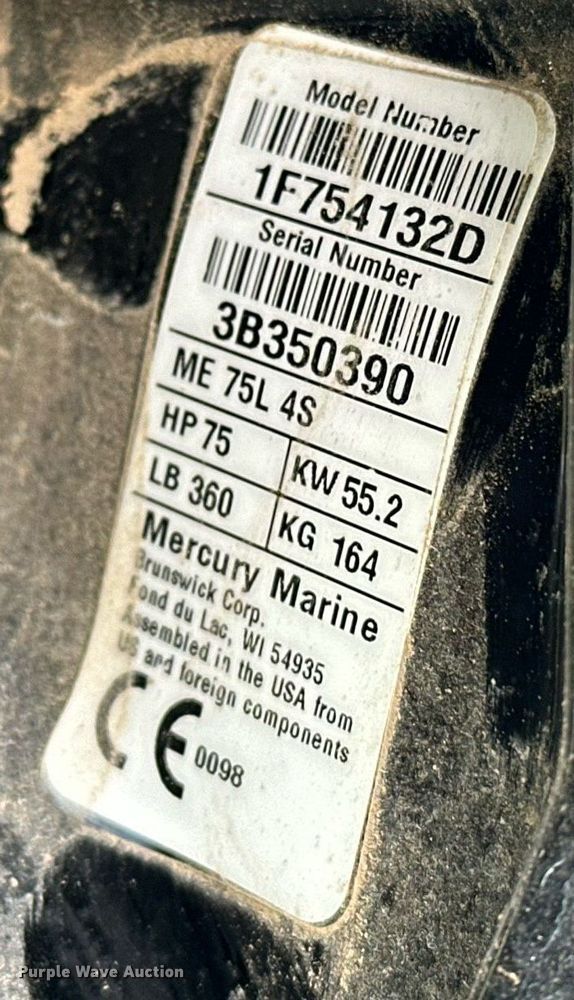 Model Number
1F754132D
Serial Number
3B350390
ME 75L 4S
HP 75 KW 55.2
LB 360 KG 164
Mercury Marine
Brunswick Corp.
Fond du Lac, WI 54935
Assembled in the USA from
US and foreign components
CE 0098
Purple Wave Auction